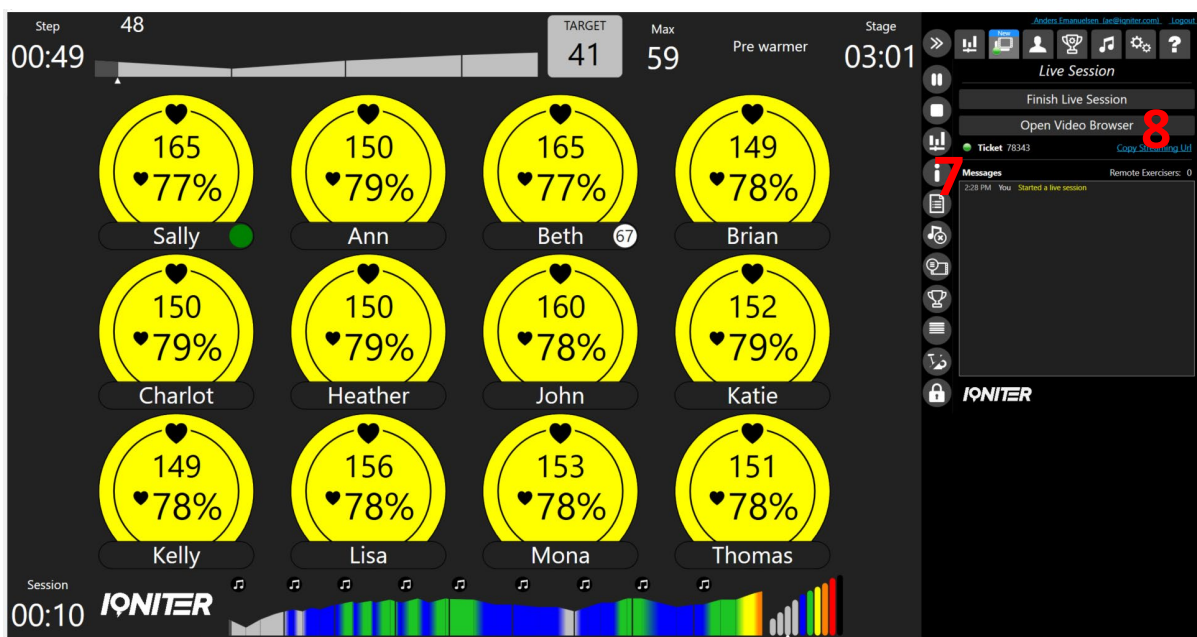 Step
00:49
48
TARGET
41
Max
59
Pre warmer
Stage
03:01
165
77%
Sally
150
79%
Ann
165
77%
Beth 67
149
78%
Brian
150
79%
Charlot
150
79%
Heather
160
78%
John
152
79%
Katie
149
78%
Kelly
156
78%
Lisa
153
78%
Mona
151
78%
Thomas
Session
00:10
IQNITER
Anders Emanuelsen (ae@iqniter.com) Logout
New
?
Live Session
Finish Live Session
Open Video Browser
8
Ticket 78343
Copy Streaming Url
7
Messages
Remote Exercisers: 0
2:28 PM You Started a live session
IQNITER